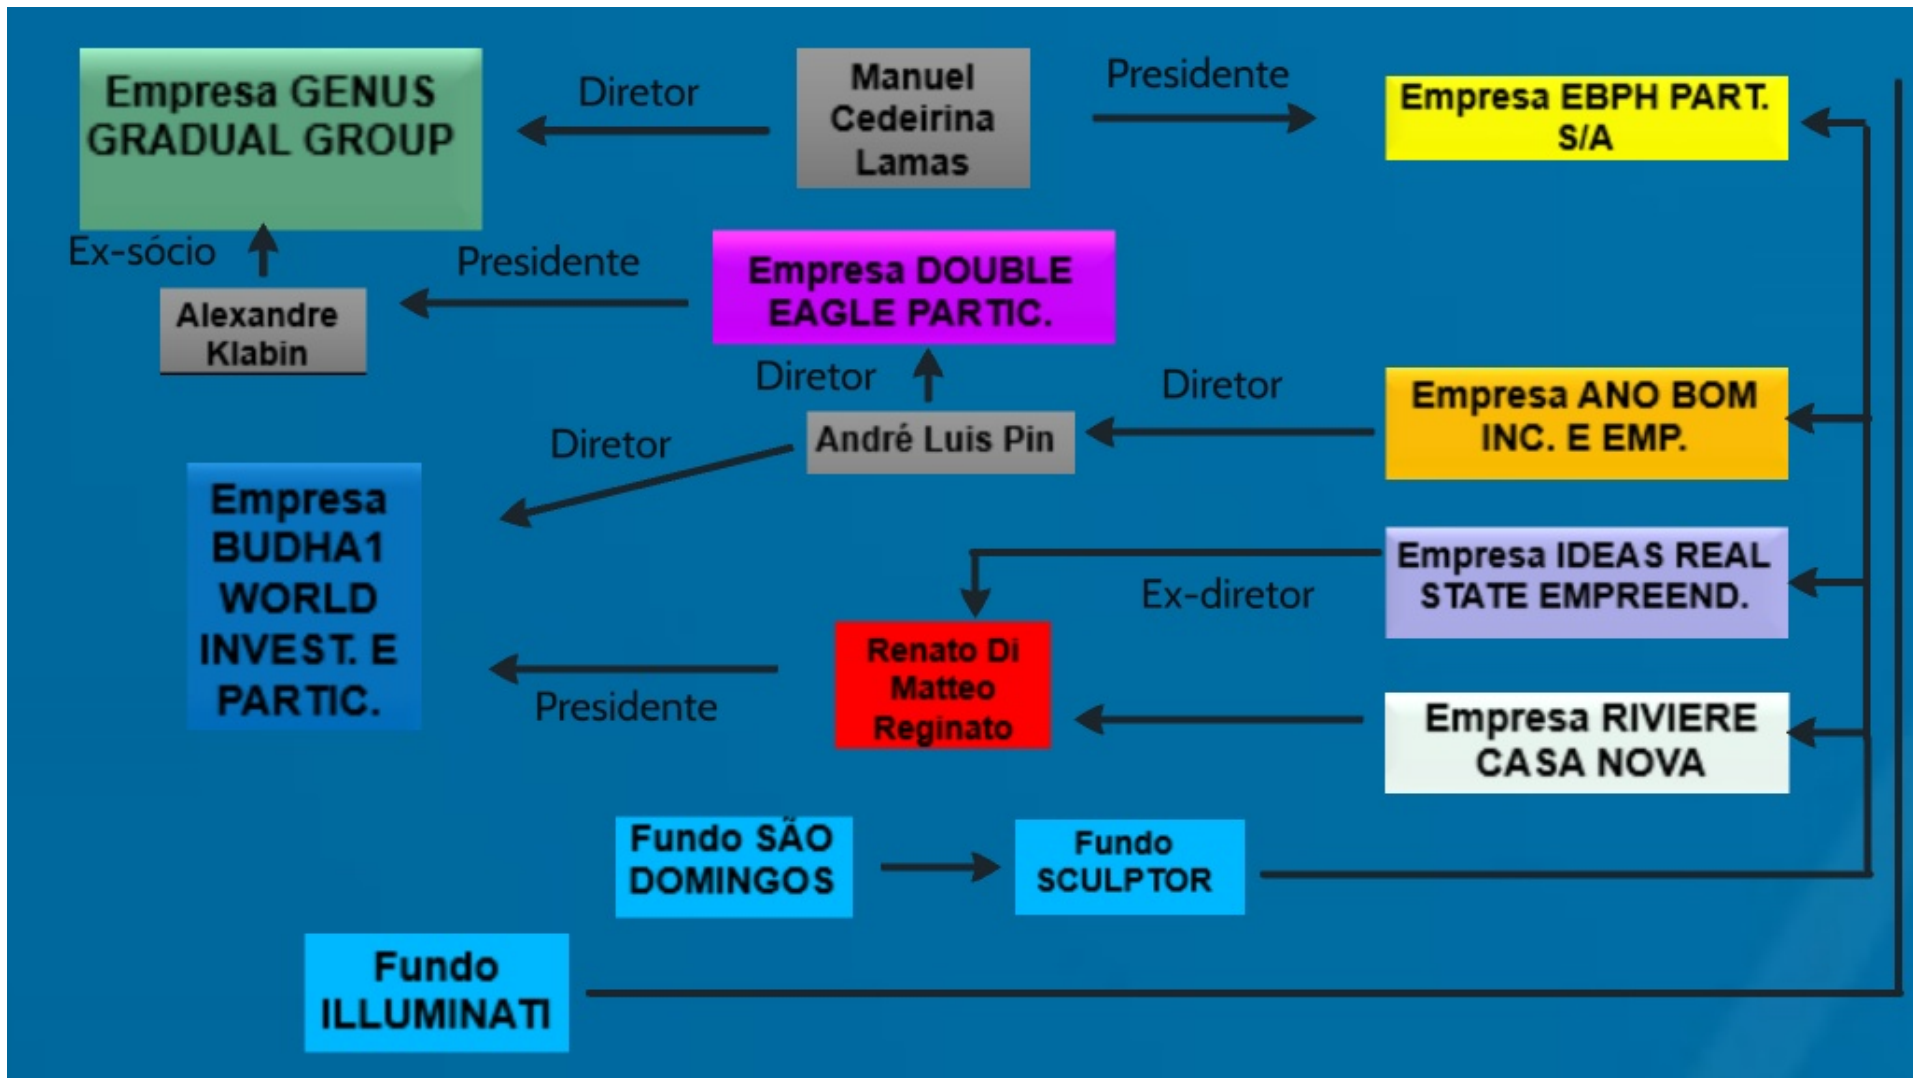 Empresa GENUS
GRADUAL GROUP
Diretor
Manuel
Cedeirina
Lamas
Presidente
Empresa EBPH PART.
S/A
Ex-sócio
Alexandre
Klabin
Presidente
Empresa DOUBLE
EAGLE PARTIC.
Diretor
André Luis Pin
Diretor
Empresa ANO BOM
INC. E EMP.
Diretor
Empresa
BUDHA1
WORLD
INVEST. E
PARTIC.
Empresa IDEAS REAL
STATE EMPREEND.
Ex-diretor
Renato Di
Matteo
Reginato
Presidente
Empresa RIVIERE
CASA NOVA
Fundo SÃO
DOMINGOS
Fundo
SCULPTOR
Fundo
ILLUMINATI